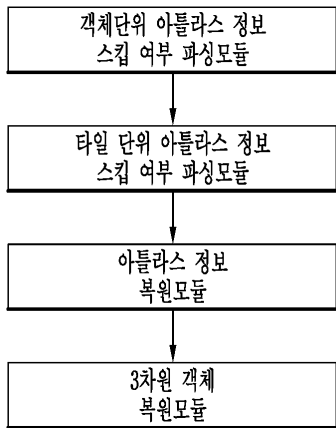 객체단위 아틀라스 정보
스킵 여부 파싱모듈
타일 단위 아틀라스 정보
스킵 여부 파싱모듈
아틀라스 정보
복원모듈
3차원 객체
복원모듈